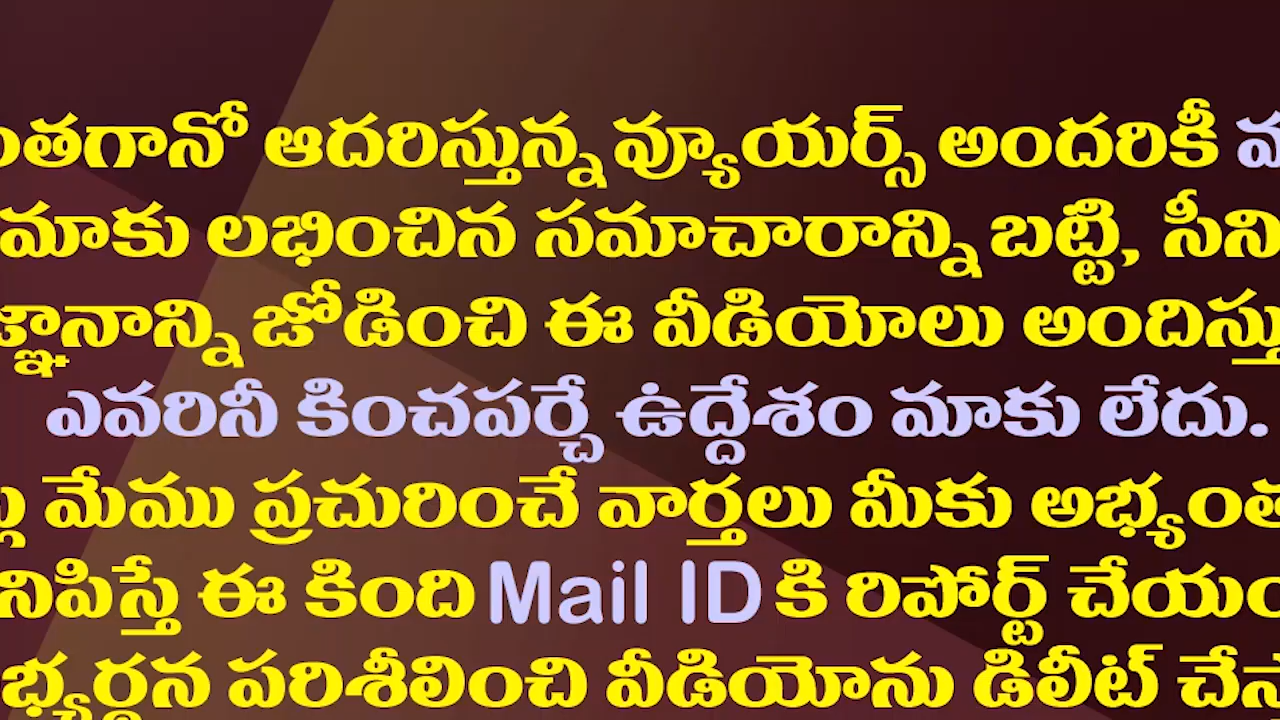 ంతగానో ఆదరిస్తున్న వ్యూయర్స్ అందరికీ
మాకు లభించిన సమాచారాన్ని బట్టి, సీని
జ్ఞానాన్ని జోడించి ఈ వీడియోలు అందిస్తు
ఎవరినీ కించపర్చే ఉద్దేశం మాకు లేదు.
మేము ప్రచురించే వార్తలు మీకు అభ్యంత
నిపిస్తే ఈ కింది Mail ID కి రిపోర్ట్ చేయం
భ్యర్థన పరిశీలించి వీడియోను డిలీట్ చేస